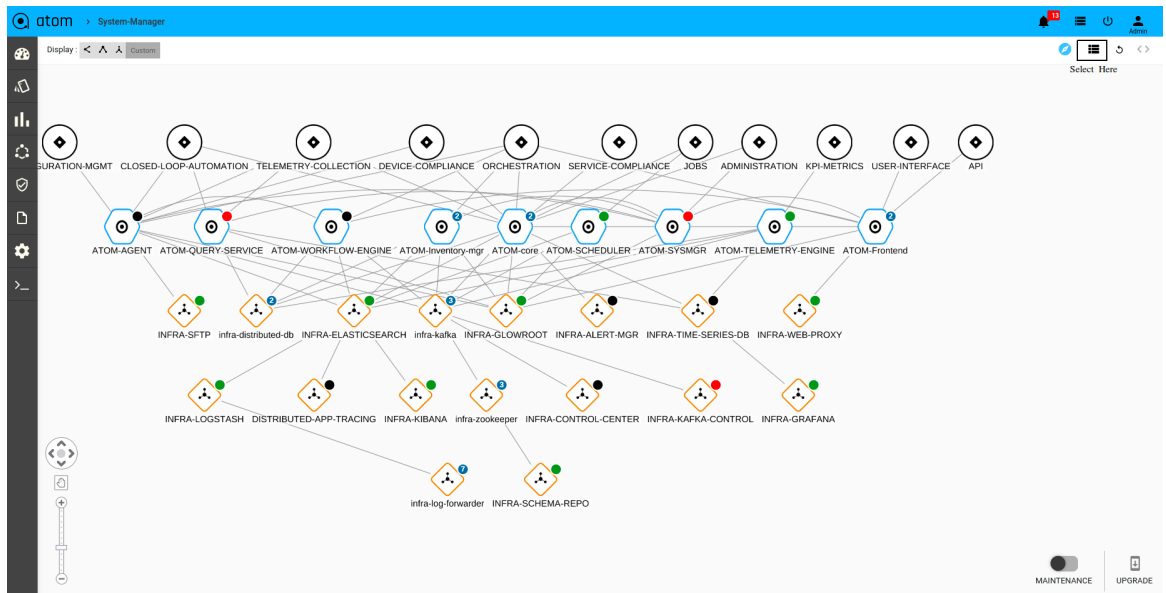 atom > System-Manager
13
Admin
Display : Custom
Select Here
GURATION-MGMT CLOSED-LOOP-AUTOMATION TELEMETRY-COLLECTION DEVICE-COMPLIANCE ORCHESTRATION SERVICE-COMPLIANCE JOBS ADMINISTRATION KPI-METRICS USER-INTERFACE API
2 2 2
ATOM-AGENT ATOM-QUERY-SERVICE ATOM-WORKFLOW-ENGINE ATOM-Inventory-mgr ATOM-core ATOM-SCHEDULER ATOM-SYSMGR ATOM-TELEMETRY-ENGINE ATOM-Frontend
2 3
INFRA-SFTP infra-distributed-db INFRA-ELASTICSEARCH infra-kafka INFRA-GLOWROOT INFRA-ALERT-MGR INFRA-TIME-SERIES-DB INFRA-WEB-PROXY
3
INFRA-LOGSTASH DISTRIBUTED-APP-TRACING INFRA-KIBANA infra-zookeeper INFRA-CONTROL-CENTER INFRA-KAFKA-CONTROL INFRA-GRAFANA
7
infra-log-forwarder INFRA-SCHEMA-REPO
MAINTENANCE UPGRADE